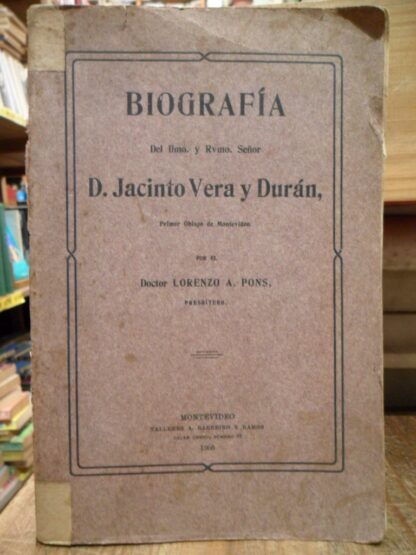 BIOGRAFÍA
Del Ilmo. y Rvmo. Señor
D. Jacinto Vera y Durán,
Primer Obispo de Montevideo
POR EL
Doctor LORENZO A. PONS,
PRESBÍTERO.
MONTEVIDEO
TALLERES A. BARREIRO Y RAMOS